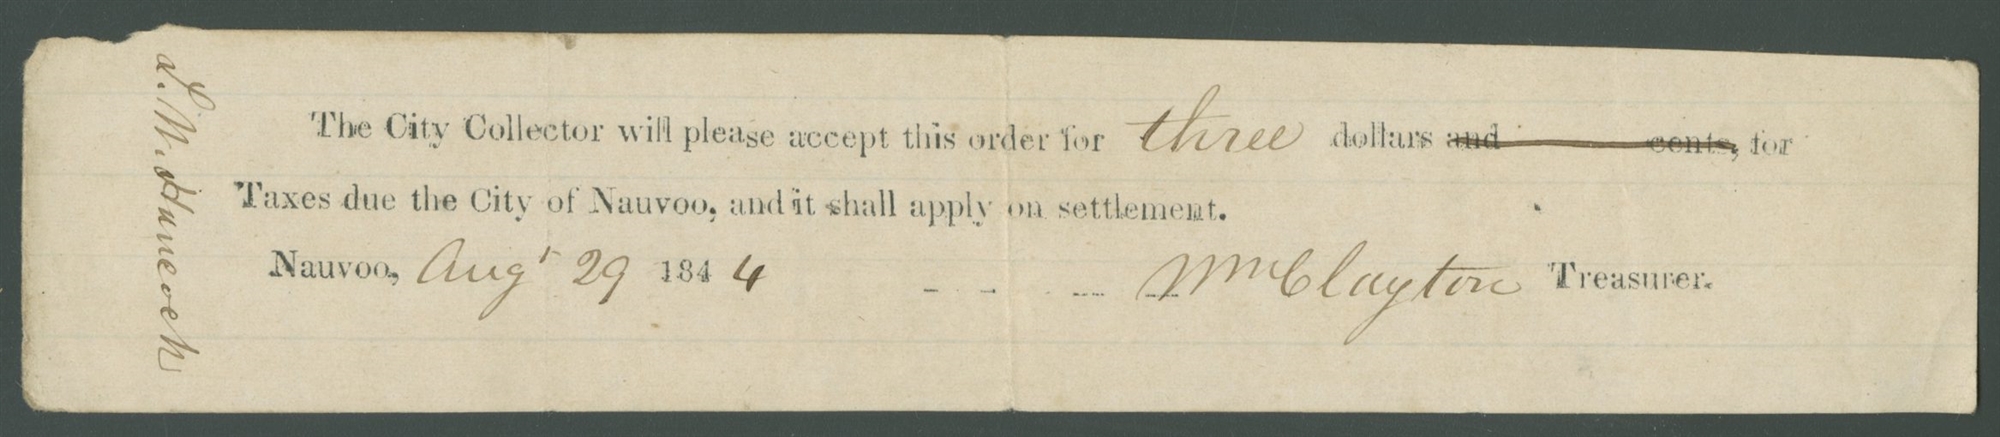 The City Collector will please accept this order for three dollars and cents, for
Taxes due the City of Nauvoo, and it shall apply on settlement.
Nauvoo, Augt 29 1844 Wm Clayton Treasurer.